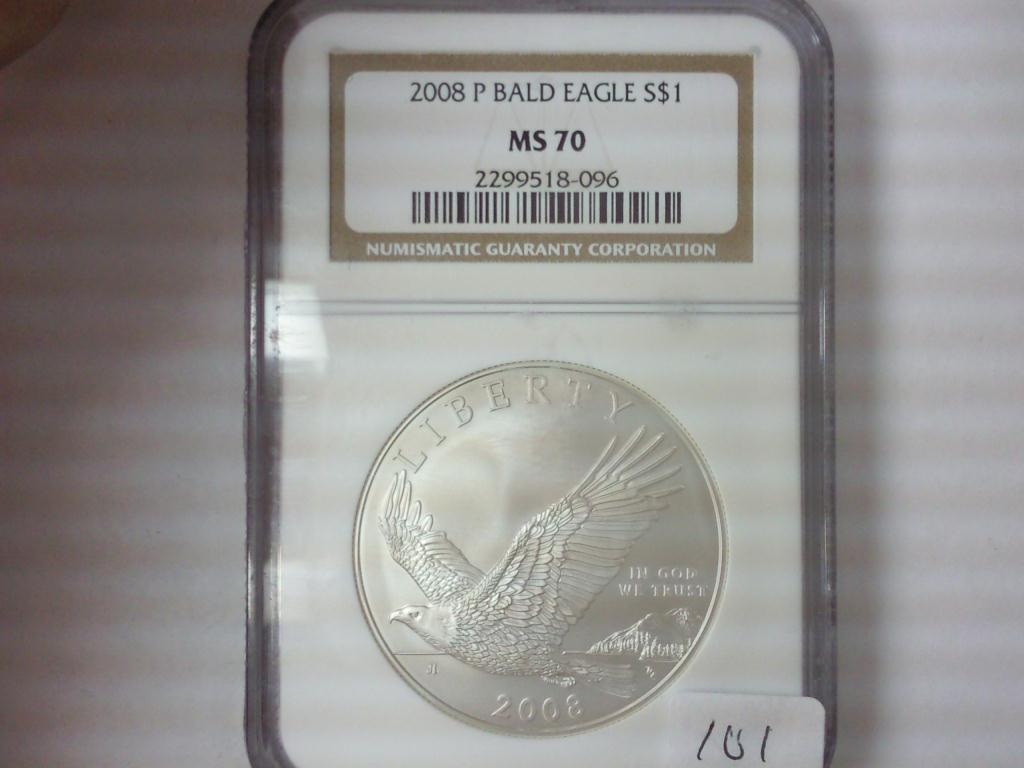 2008 P BALD EAGLE S$1
MS 70
2299518-096
NUMISMATIC GUARANTY CORPORATION
LIBERTY
IN GOD
WE TRUST
2008
101